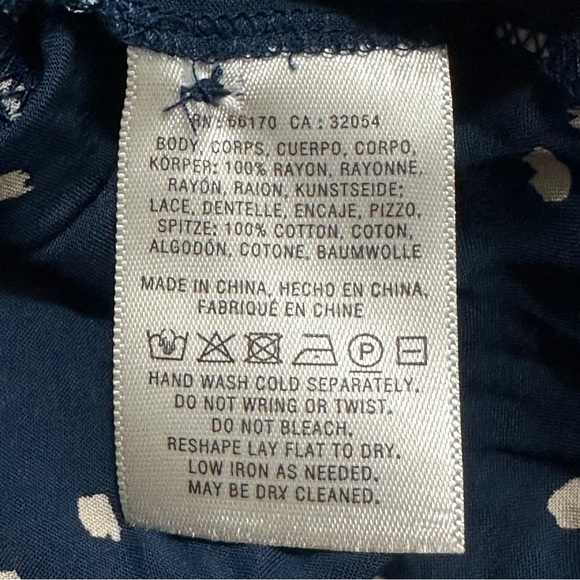 RN: 66170 CA: 32054
BODY, CORPS, CUERPO, CORPO,
KÖRPER: 100% RAYON, RAYONNE,
RAYÓN, RAION, KUNSTSEIDE;
LACE, DENTELLE, ENCAJE, PIZZO,
SPITZE: 100% COTTON, COTON,
ALGODÓN, COTONE, BAUMWOLLE
MADE IN CHINA, HECHO EN CHINA,
FABRIQUÉ EN CHINE
P
HAND WASH COLD SEPARATELY.
DO NOT WRING OR TWIST.
DO NOT BLEACH.
RESHAPE LAY FLAT TO DRY.
LOW IRON AS NEEDED.
MAY BE DRY CLEANED.